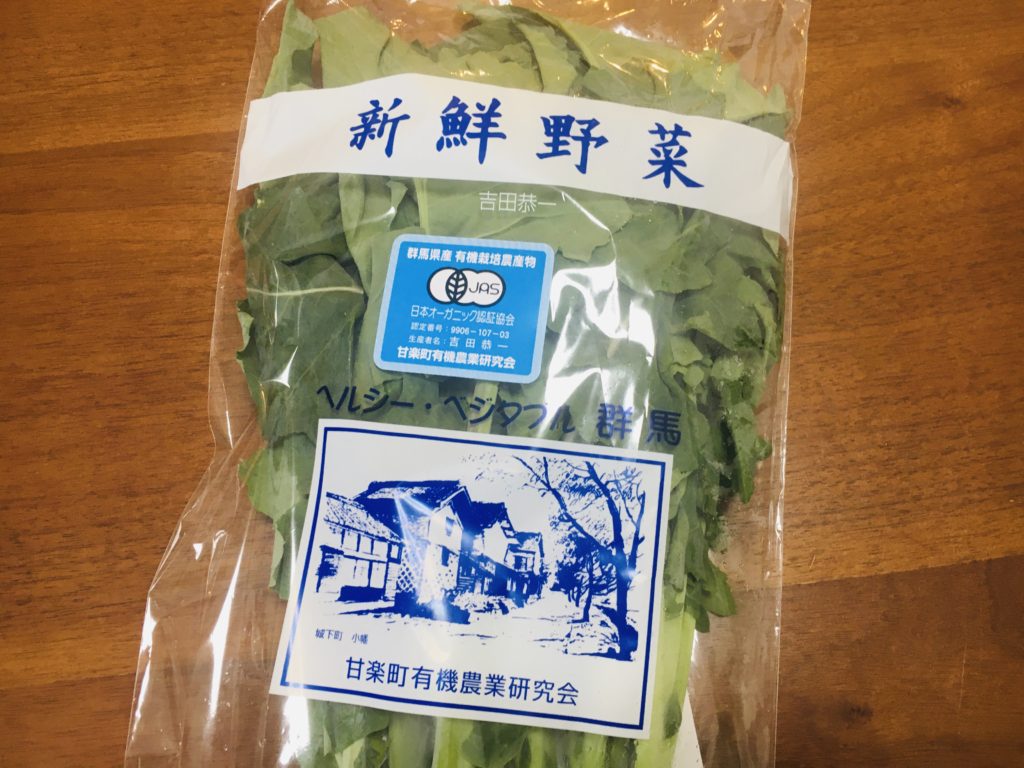 新鮮野菜
吉田恭一
群馬県産 有機栽培農産物
JAS
日本オーガニック認証協会
認定番号:9906-107-03
生産者名:吉田恭一
甘楽町有機農業研究会
ヘルシー・ベジタブル 群馬
城下町 小幡
甘楽町有機農業研究会